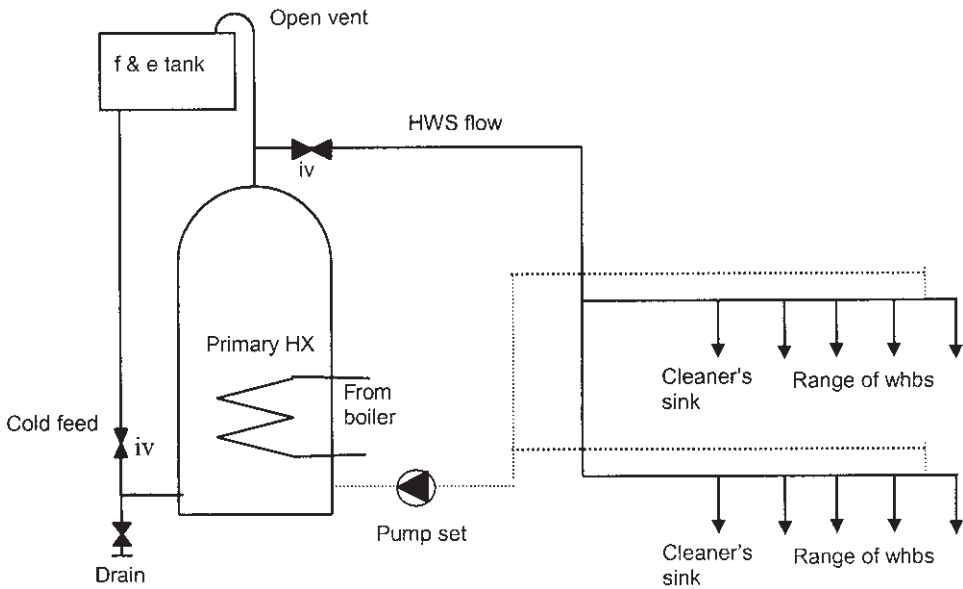 Open vent
f & e tank
HWS flow
iv
Primary HX
From
boiler
Cleaner's
sink
Range of whbs
Cold feed
iv
Pump set
Drain
Cleaner's
sink
Range of whbs